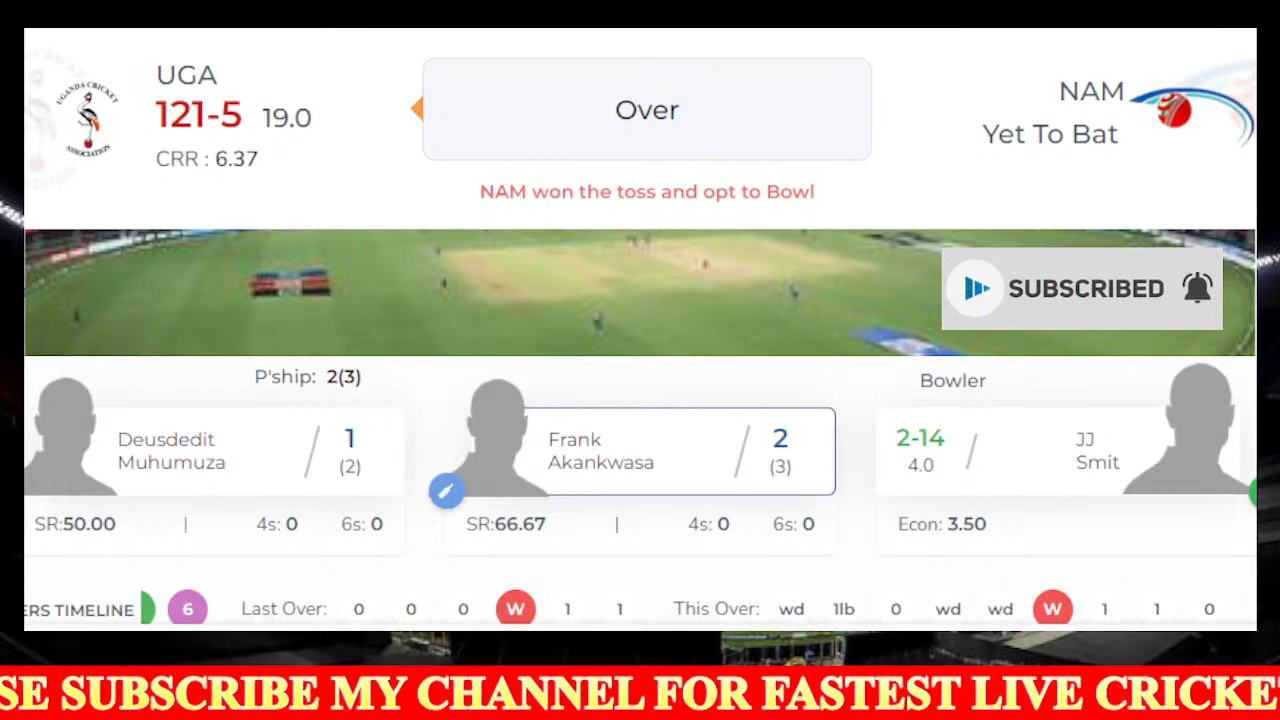 UGANDA CRICKET
ASSOCIATION
UGA
121-5 19.0
CRR : 6.37
Over
NAM
Yet To Bat
NAM won the toss and opt to Bowl
SUBSCRIBED
P'ship: 2(3)
Bowler
Deusdedit
Muhumuza
1
(2)
Frank
Akankwasa
2
(3)
2-14
4.0
JJ
Smit
SR:50.00 | 4s: 0 6s: 0
SR:66.67 | 4s: 0 6s: 0
Econ: 3.50
ERS TIMELINE 6 Last Over: 0 0 0 W 1 1 This Over: wd 1lb 0 wd wd W 1 1 0
SE SUBSCRIBE MY CHANNEL FOR FASTEST LIVE CRICKE